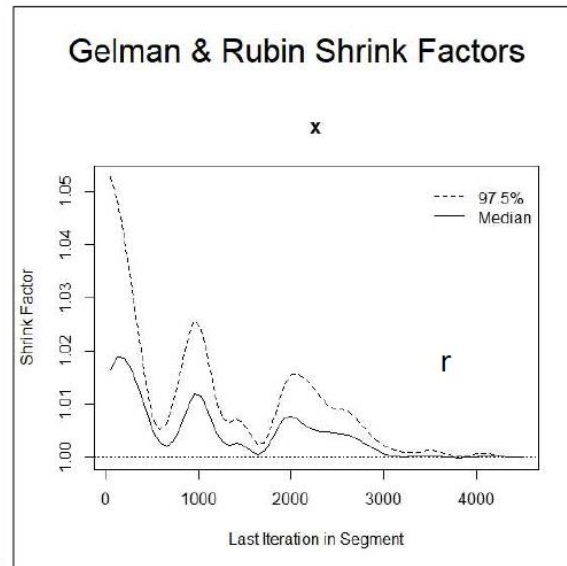 Gelman & Rubin Shrink Factors
x
97.5%
Median
Shrink Factor
1.05
1.04
1.03
1.02
1.01
1.00
r
0 1000 2000 3000 4000
Last Iteration in Segment